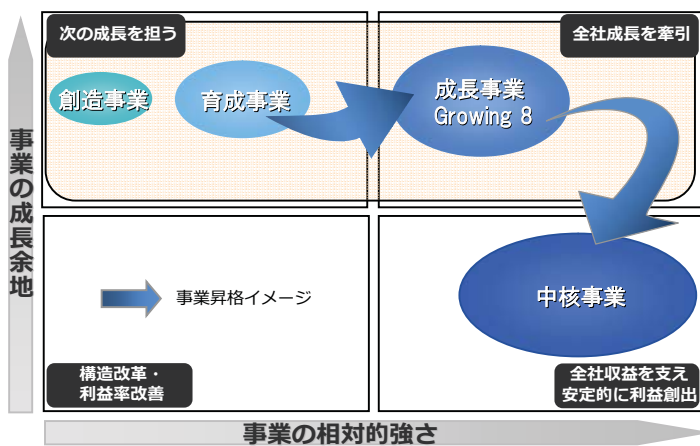 次の成長を担う
全社成長を牽引
創造事業
育成事業
成長事業
Growing 8
事業の成長余地
事業昇格イメージ
中核事業
構造改革・
利益率改善
全社収益を支え
安定的に利益創出
事業の相対的強さ